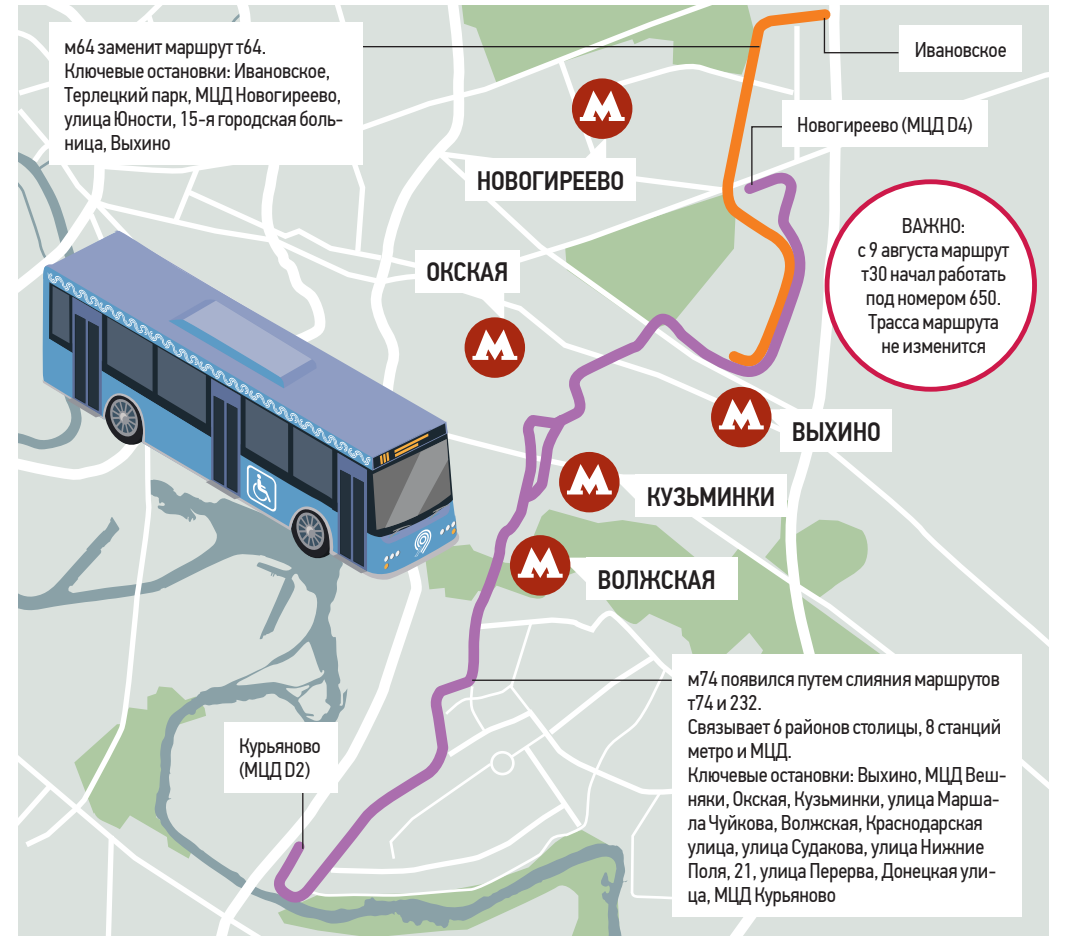 м64 заменит маршрут т64.
Ключевые остановки: Ивановское,
Терлецкий парк, МЦД Новогиреево,
улица Юности, 15-я городская боль-
ница, Выхино
Ивановское
Новогиреево (МЦД D4)
НОВОГИРЕЕВО
ВАЖНО:
с 9 августа маршрут
т30 начал работать
под номером 650.
Трасса маршрута
не изменится
ОКСКАЯ
ВЫХИНО
КУЗЬМИНКИ
ВОЛЖСКАЯ
м74 появился путем слияния маршрутов
т74 и 232.
Связывает 6 районов столицы, 8 станций
метро и МЦД.
Ключевые остановки: Выхино, МЦД Веш-
няки, Окская, Кузьминки, улица Марша-
ла Чуйкова, Волжская, Краснодарская
улица, улица Судакова, улица Нижние
Поля, 21, улица Перерва, Донецкая ули-
ца, МЦД Курьяново
Курьяново
(МЦД D2)